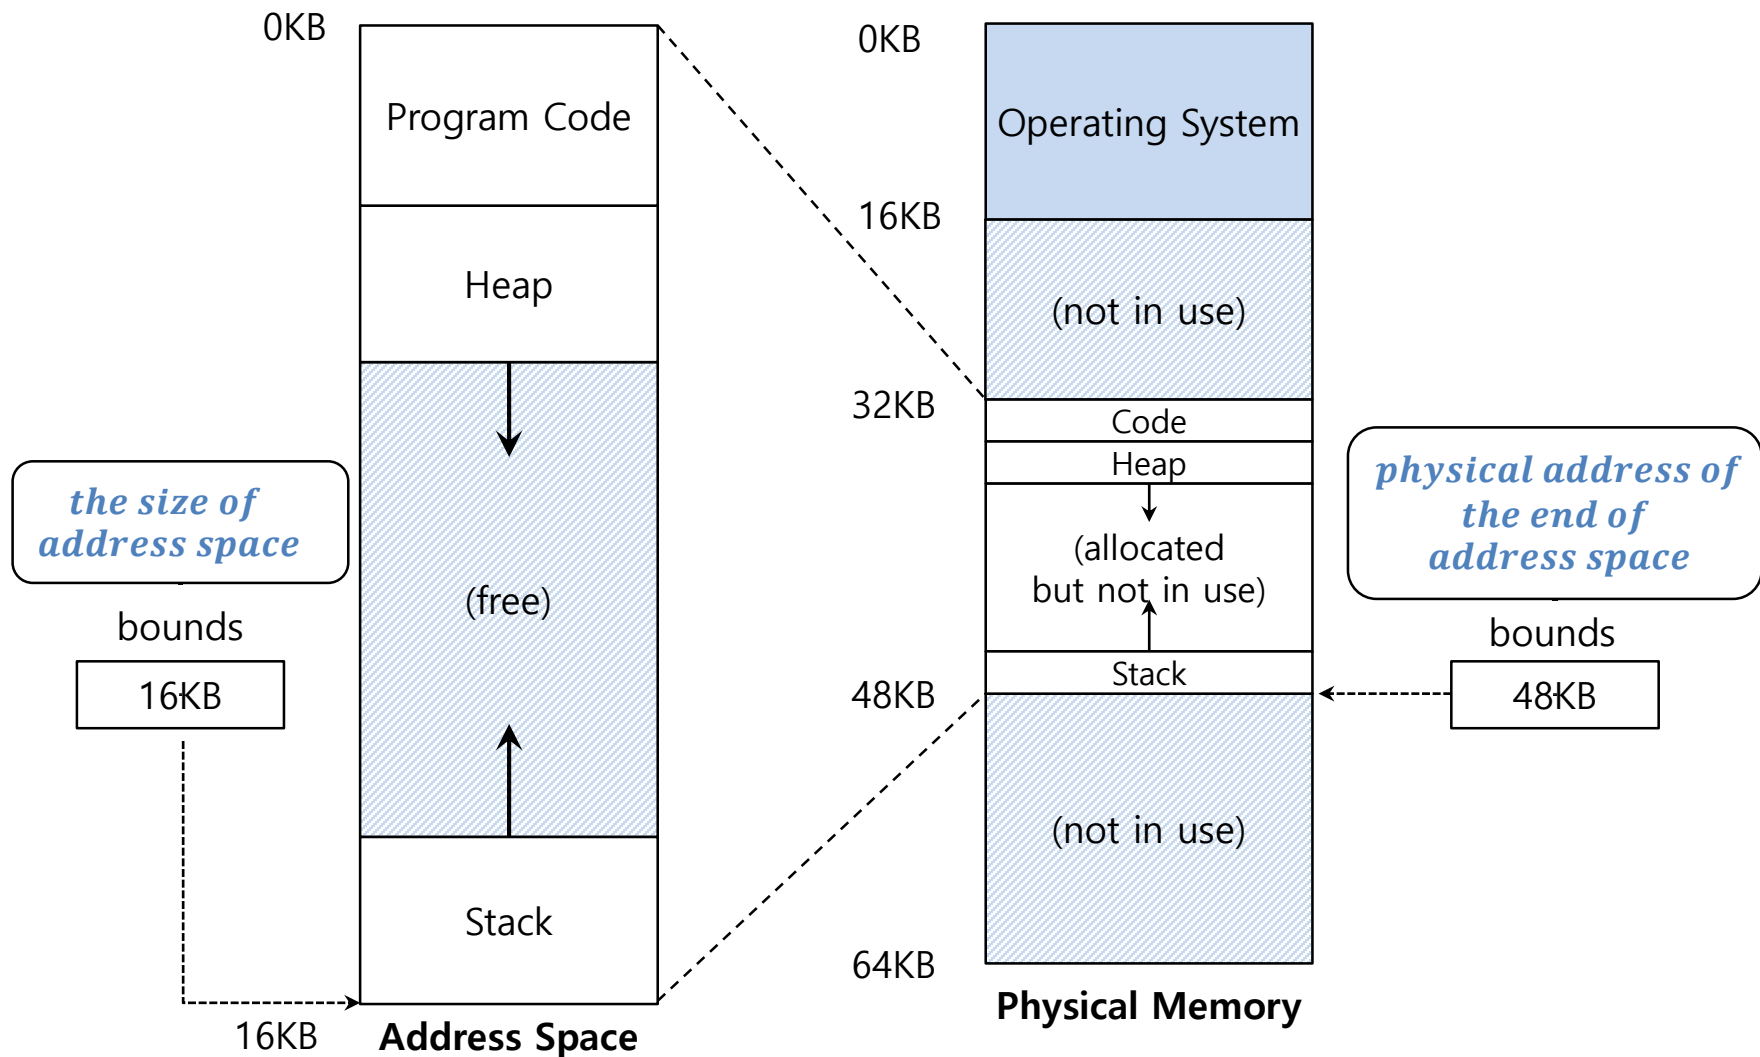 0KB
Program Code
Heap
(free)
Stack
16KB
Address Space
the size of
address space
bounds
16KB
0KB
Operating System
16KB
(not in use)
32KB
Code
Heap
(allocated
but not in use)
Stack
48KB
(not in use)
64KB
Physical Memory
physical address of
the end of
address space
bounds
48KB